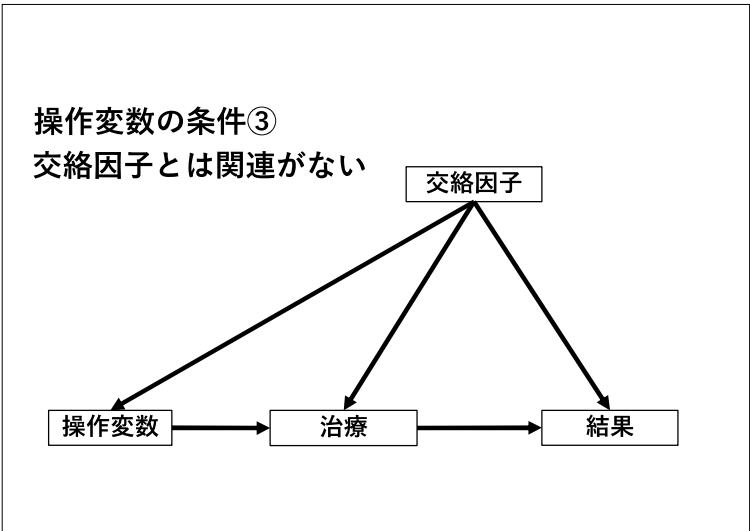 操作変数の条件③
交絡因子とは関連がない
交絡因子
操作変数
治療
結果